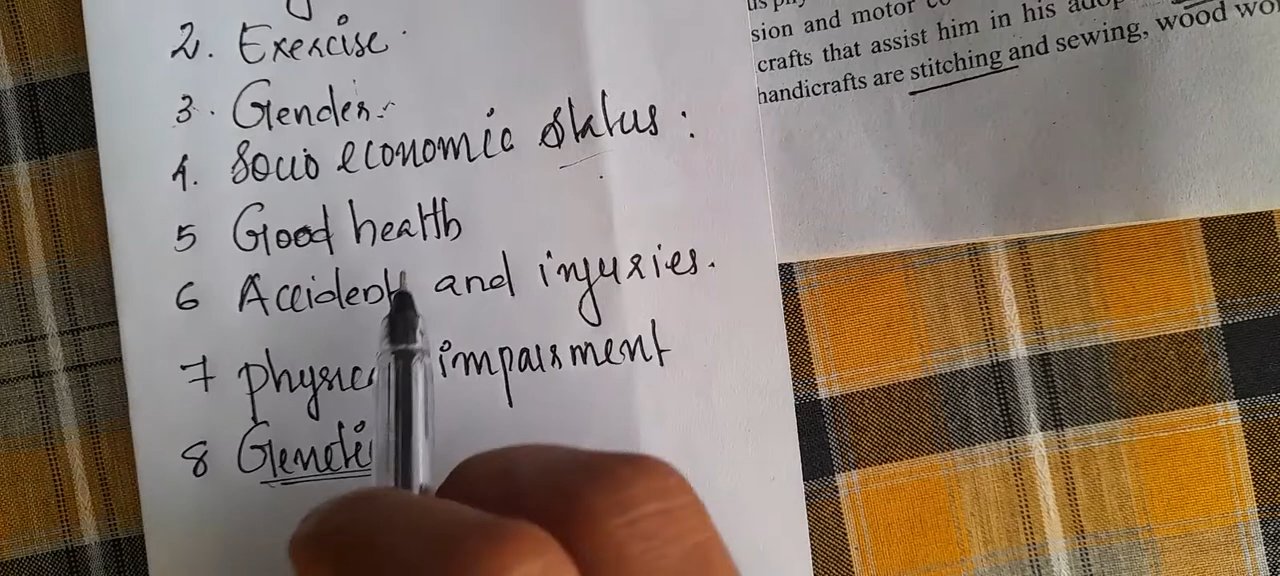 2. Exercise
3. Gender:-
4. Socio economic status :
5 Good health
6 Accident and injuries.
7 impairment
8
sion and motor
crafts that assist him in his
handicrafts are stitching and sewing, wood